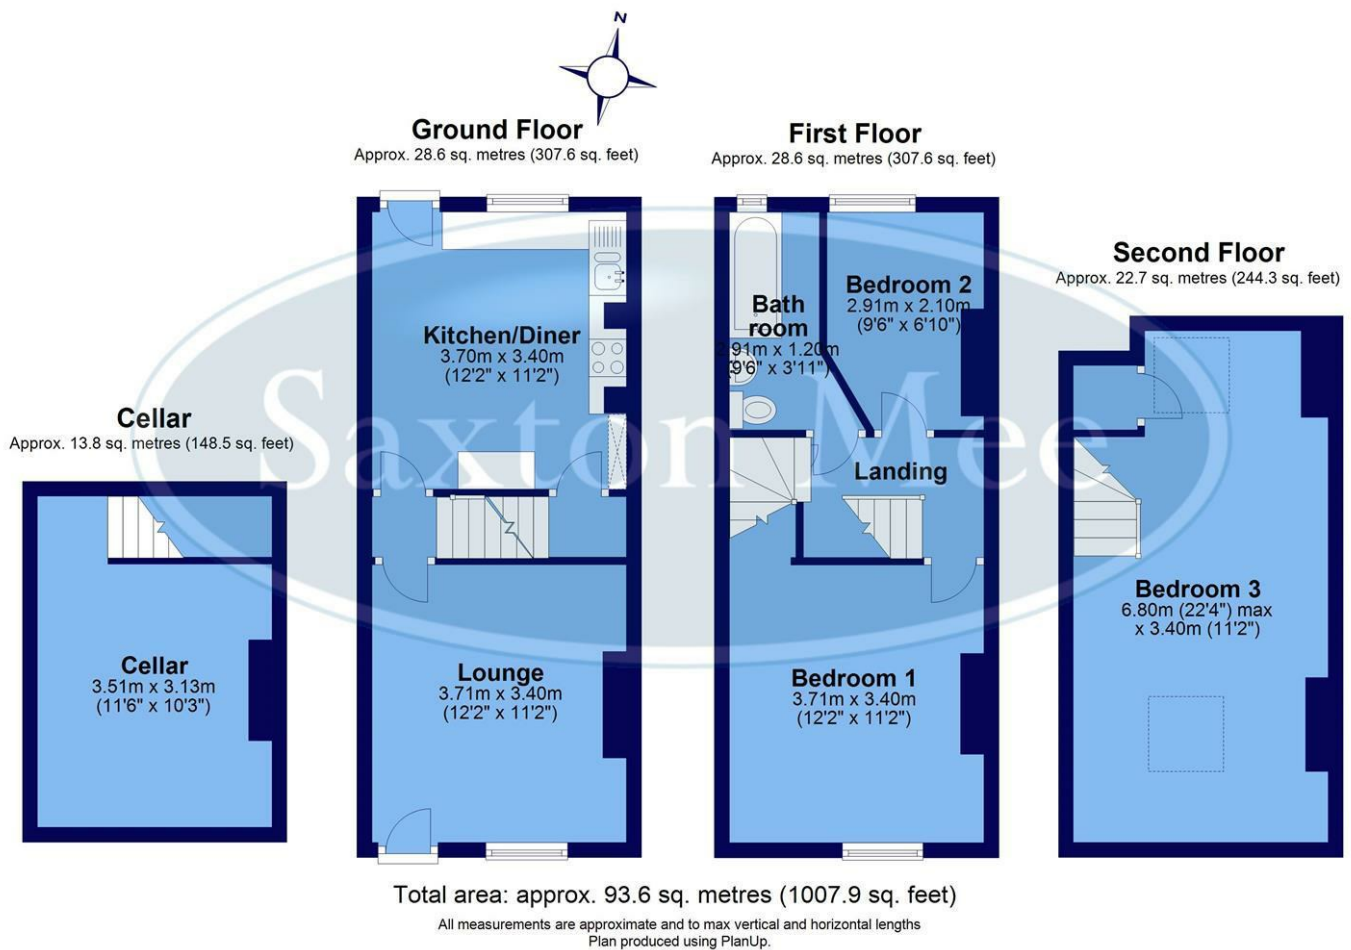 N
Ground Floor
Approx. 28.6 sq. metres (307.6 sq. feet)
First Floor
Approx. 28.6 sq. metres (307.6 sq. feet)
Second Floor
Approx. 22.7 sq. metres (244.3 sq. feet)
Cellar
Approx. 13.8 sq. metres (148.5 sq. feet)
Kitchen/Diner
3.70m x 3.40m
(12'2" x 11'2")
Bath
room
2.91m x 1.20m
(9'6" x 3'11")
Bedroom 2
2.91m x 2.10m
(9'6" x 6'10")
Saxton Mee
Landing
Cellar
3.51m x 3.13m
(11'6" x 10'3")
Lounge
3.71m x 3.40m
(12'2" x 11'2")
Bedroom 1
3.71m x 3.40m
(12'2" x 11'2")
Bedroom 3
6.80m (22'4") max
x 3.40m (11'2")
Total area: approx. 93.6 sq. metres (1007.9 sq. feet)
All measurements are approximate and to max vertical and horizontal lengths
Plan produced using PlanUp.